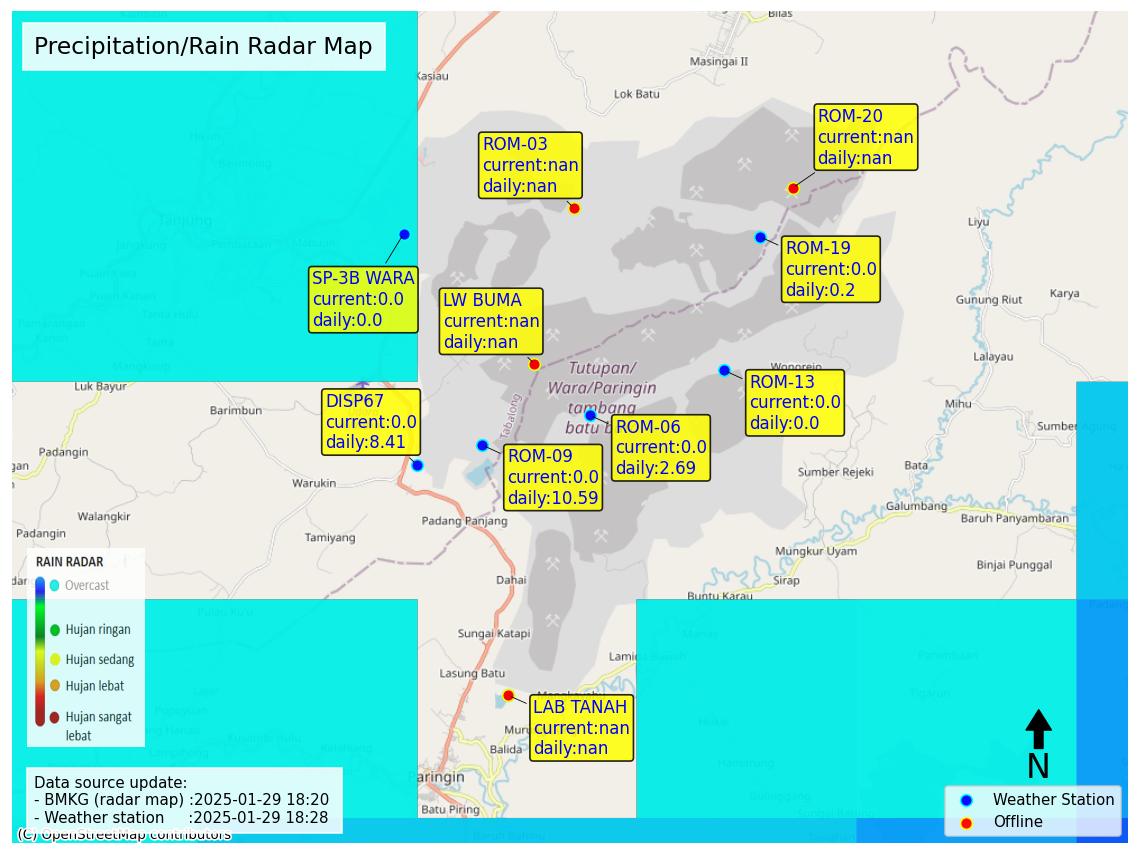 Precipitation/Rain Radar Map
Bilas
Masingai II
Kasiau
Lok Batu
ROM-20
current:nan
daily:nan
ROM-03
current:nan
daily:nan
Tanjung
Liyu
ROM-19
current:0.0
daily:0.2
SP-3B WARA
current:0.0
daily:0.0
LW BUMA
current:nan
daily:nan
Gunung Riut
Karya
Lalayau
Tutupan/
Wara/Paringin
tambang
batu b
Wonorejo
ROM-13
current:0.0
daily:0.0
Luk Bayur
Barimbun
Tabalong
DISP67
current:0.0
daily:8.41
ROM-06
current:0.0
daily:2.69
Mihu
Sumber Agung
Padangin
ROM-09
current:0.0
daily:10.59
Bata
Sumber Rejeki
Warukin
Galumbang
Walangkir
Padang Panjang
Baruh Panyambaran
Padangin
Tamiyang
Mungkur Uyam
Binjai Punggal
Dahai
Sirap
Buntu Karau
RAIN RADAR
Overcast
Hujan ringan
Hujan sedang
Hujan lebat
Hujan sangat
lebat
Sungai Katapi
Lasung Batu
LAB TANAH
current:nan
daily:nan
Balida
Paringin
Batu Piring
N
Data source update:
- BMKG (radar map) :2025-01-29 18:20
- Weather station :2025-01-29 18:28
Weather Station
Offline
(C) OpenStreetMap contributors